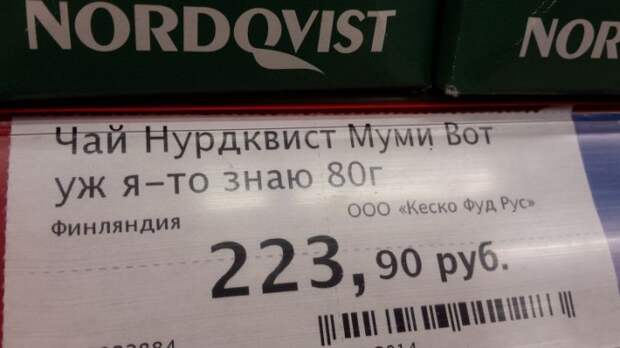 NORDQVIST
NOR
Чай Нурдквист Муми Вот
уж я-то знаю 80г
Финляндия
ООО «Кеско Фуд Рус»
223,90 руб.